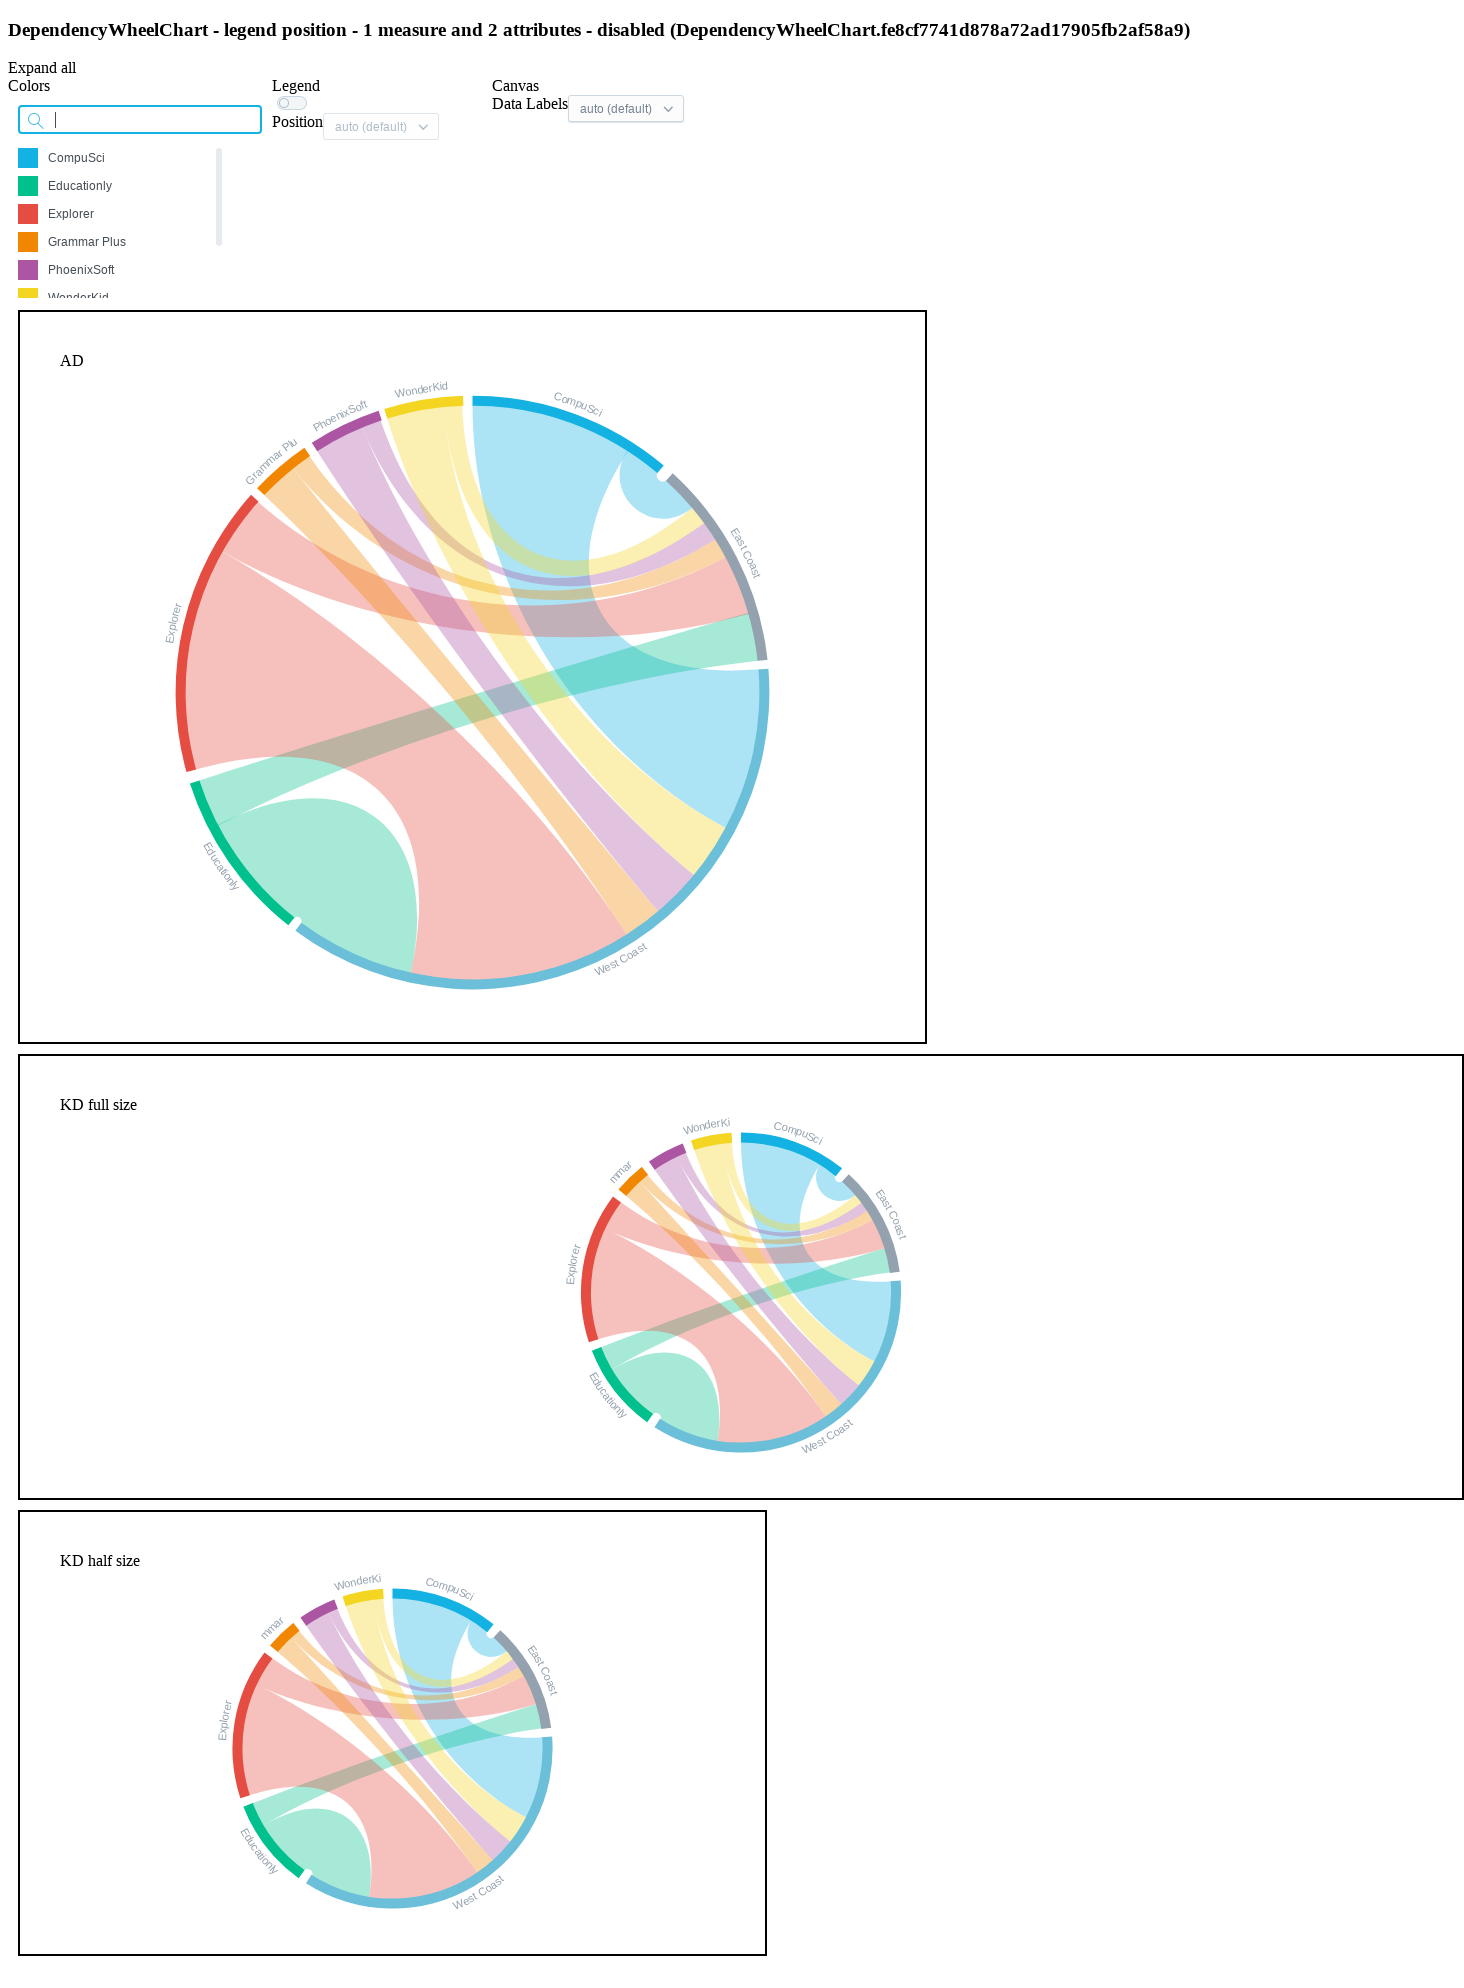 DependencyWheelChart - legend position - 1 measure and 2 attributes - disabled (DependencyWheelChart.fe8cf7741d878a72ad17905fb2af58a9)
Expand all
Colors
Legend
Canvas
Data Labels
auto (default)
Position
auto (default)
CompuSci
Educationly
Explorer
Grammar Plus
PhoenixSoft
WonderKid
AD
WonderKid
CompuSci
PhoenixSoft
Grammar Plu
East Coast
Explorer
Educationly
West Coast
KD full size
WonderKi
CompuSci
mmar
East Coast
Explorer
Educationly
West Coast
KD half size
WonderKi
CompuSci
mmar
East Coast
Explorer
Educationly
West Coast